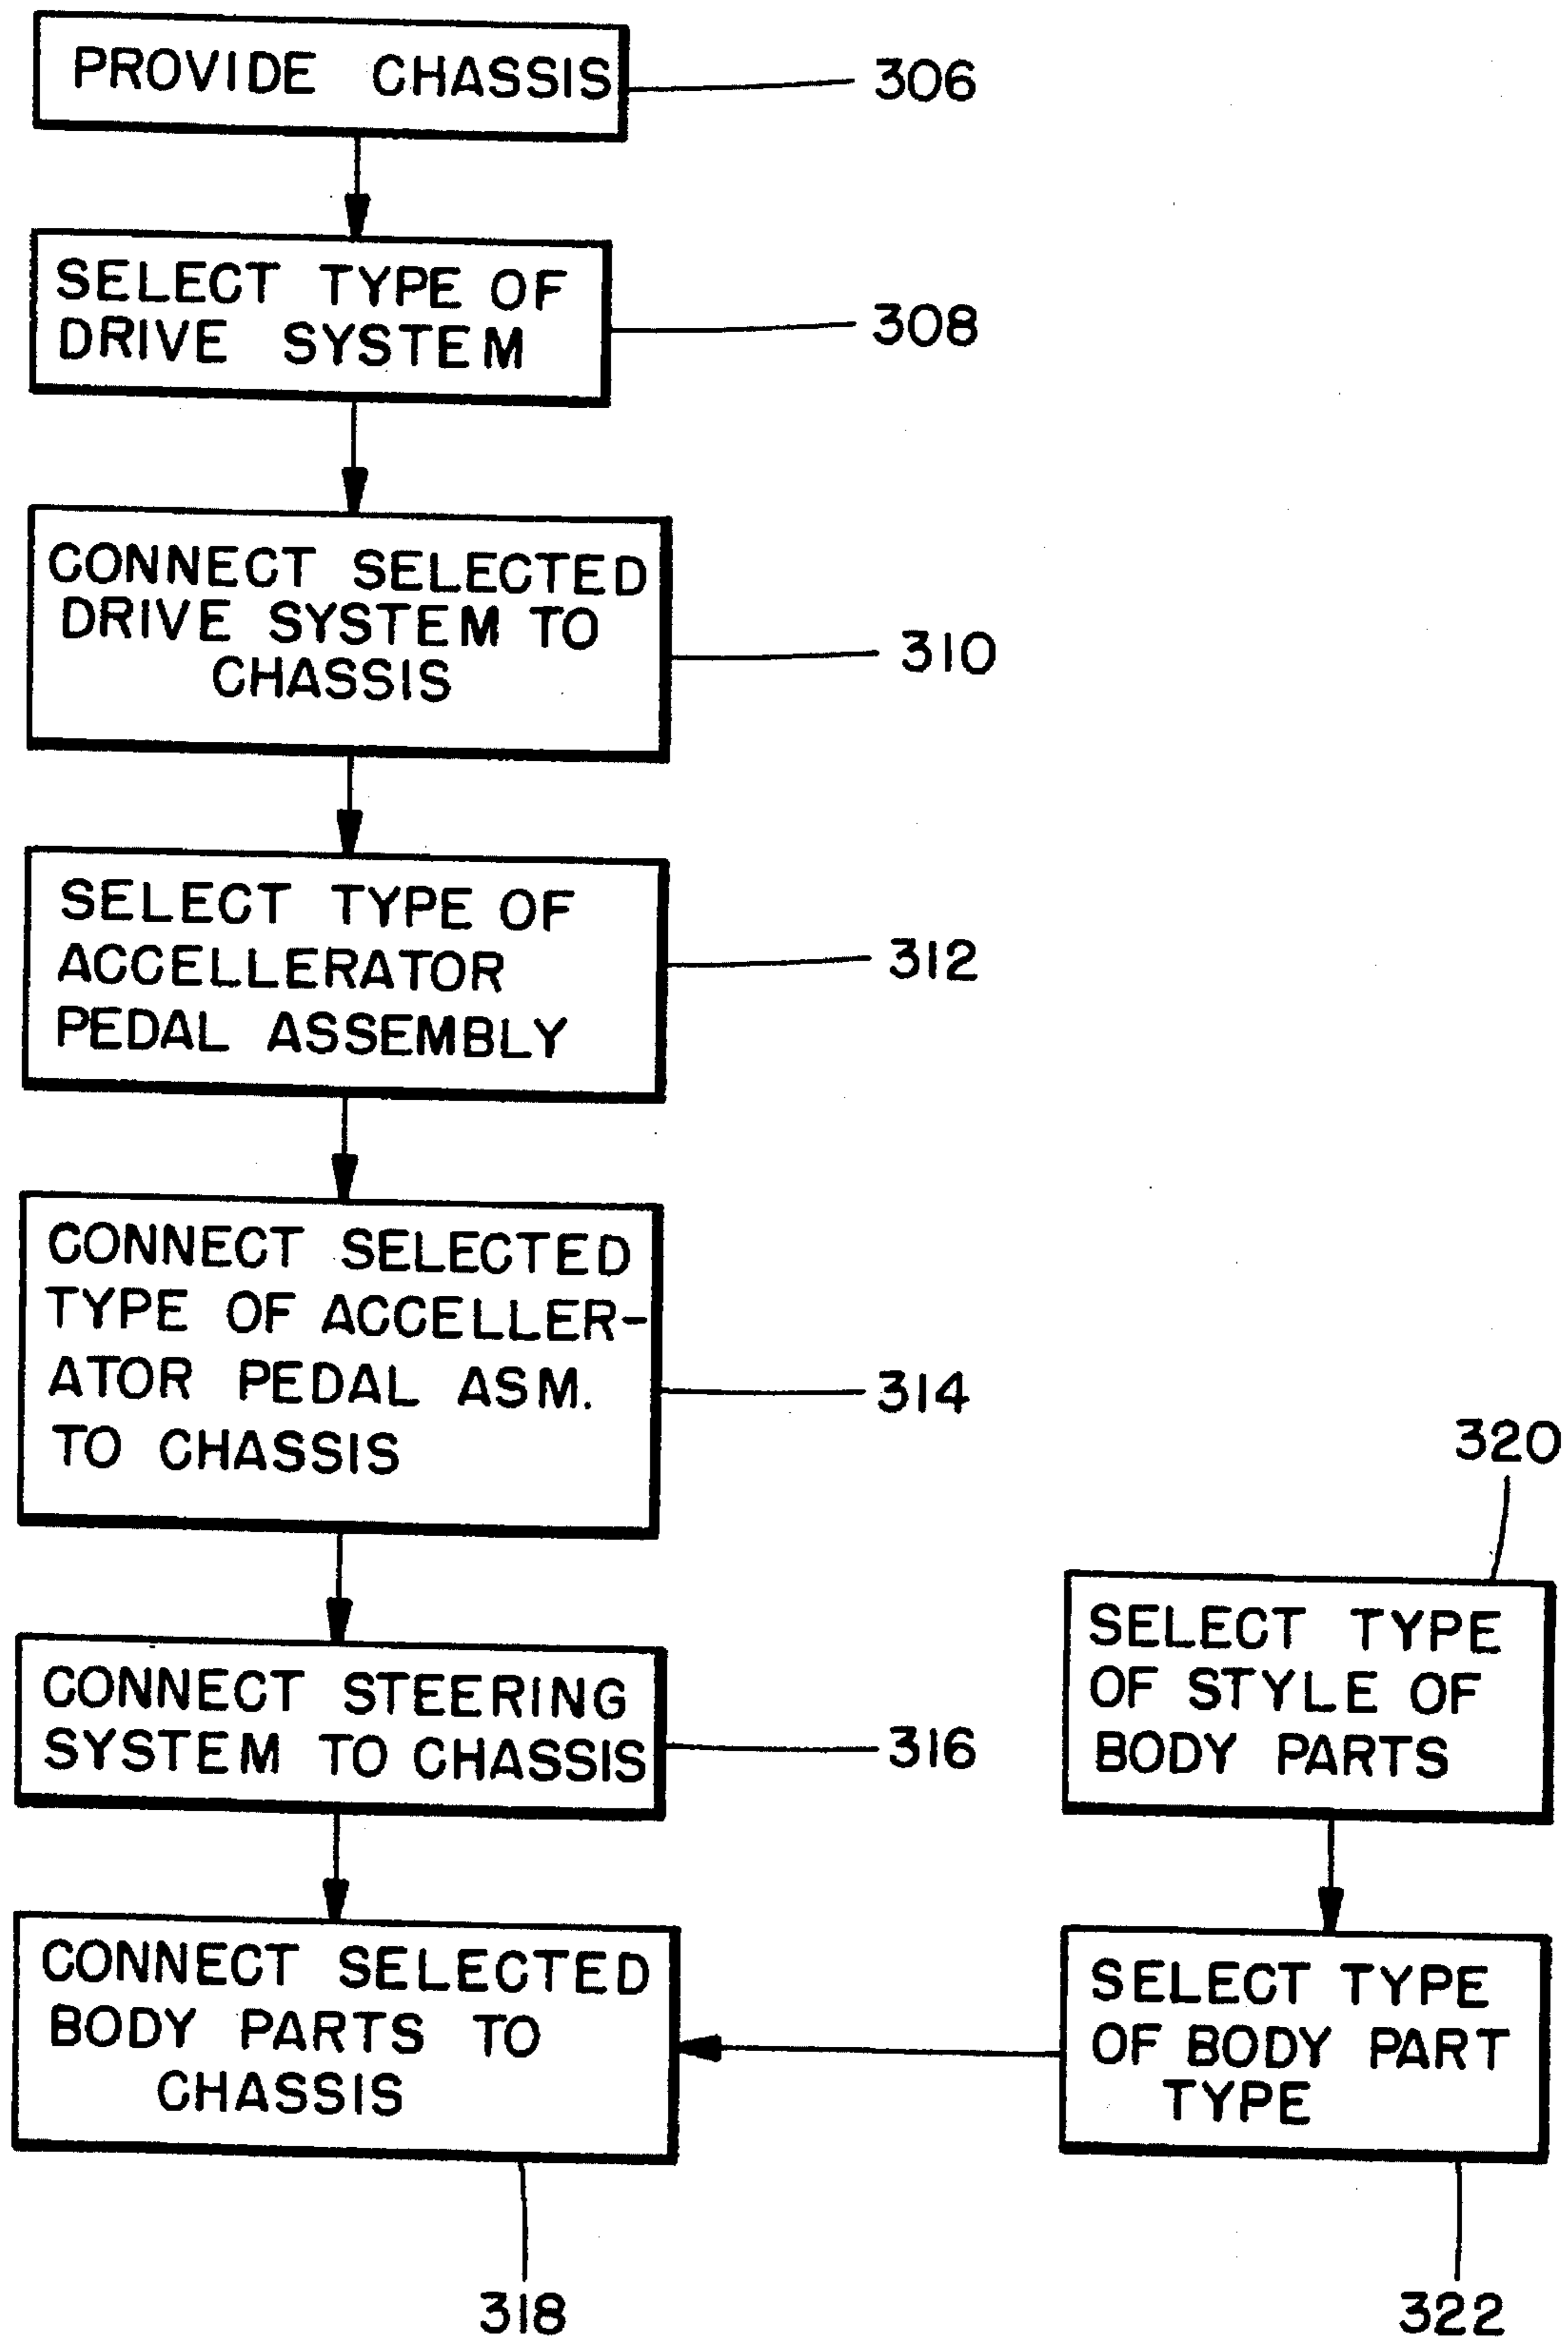 PROVIDE CHASSIS
306
SELECT TYPE OF
DRIVE SYSTEM
308
CONNECT SELECTED
DRIVE SYSTEM TO
CHASSIS
310
SELECT TYPE OF
ACCELLERATOR
PEDAL ASSEMBLY
312
CONNECT SELECTED
TYPE OF ACCELLER-
ATOR PEDAL ASM.
TO CHASSIS
314
CONNECT STEERING
SYSTEM TO CHASSIS
316
CONNECT SELECTED
BODY PARTS TO
CHASSIS
318
320
SELECT TYPE
OF STYLE OF
BODY PARTS
SELECT TYPE
OF BODY PART
TYPE
322